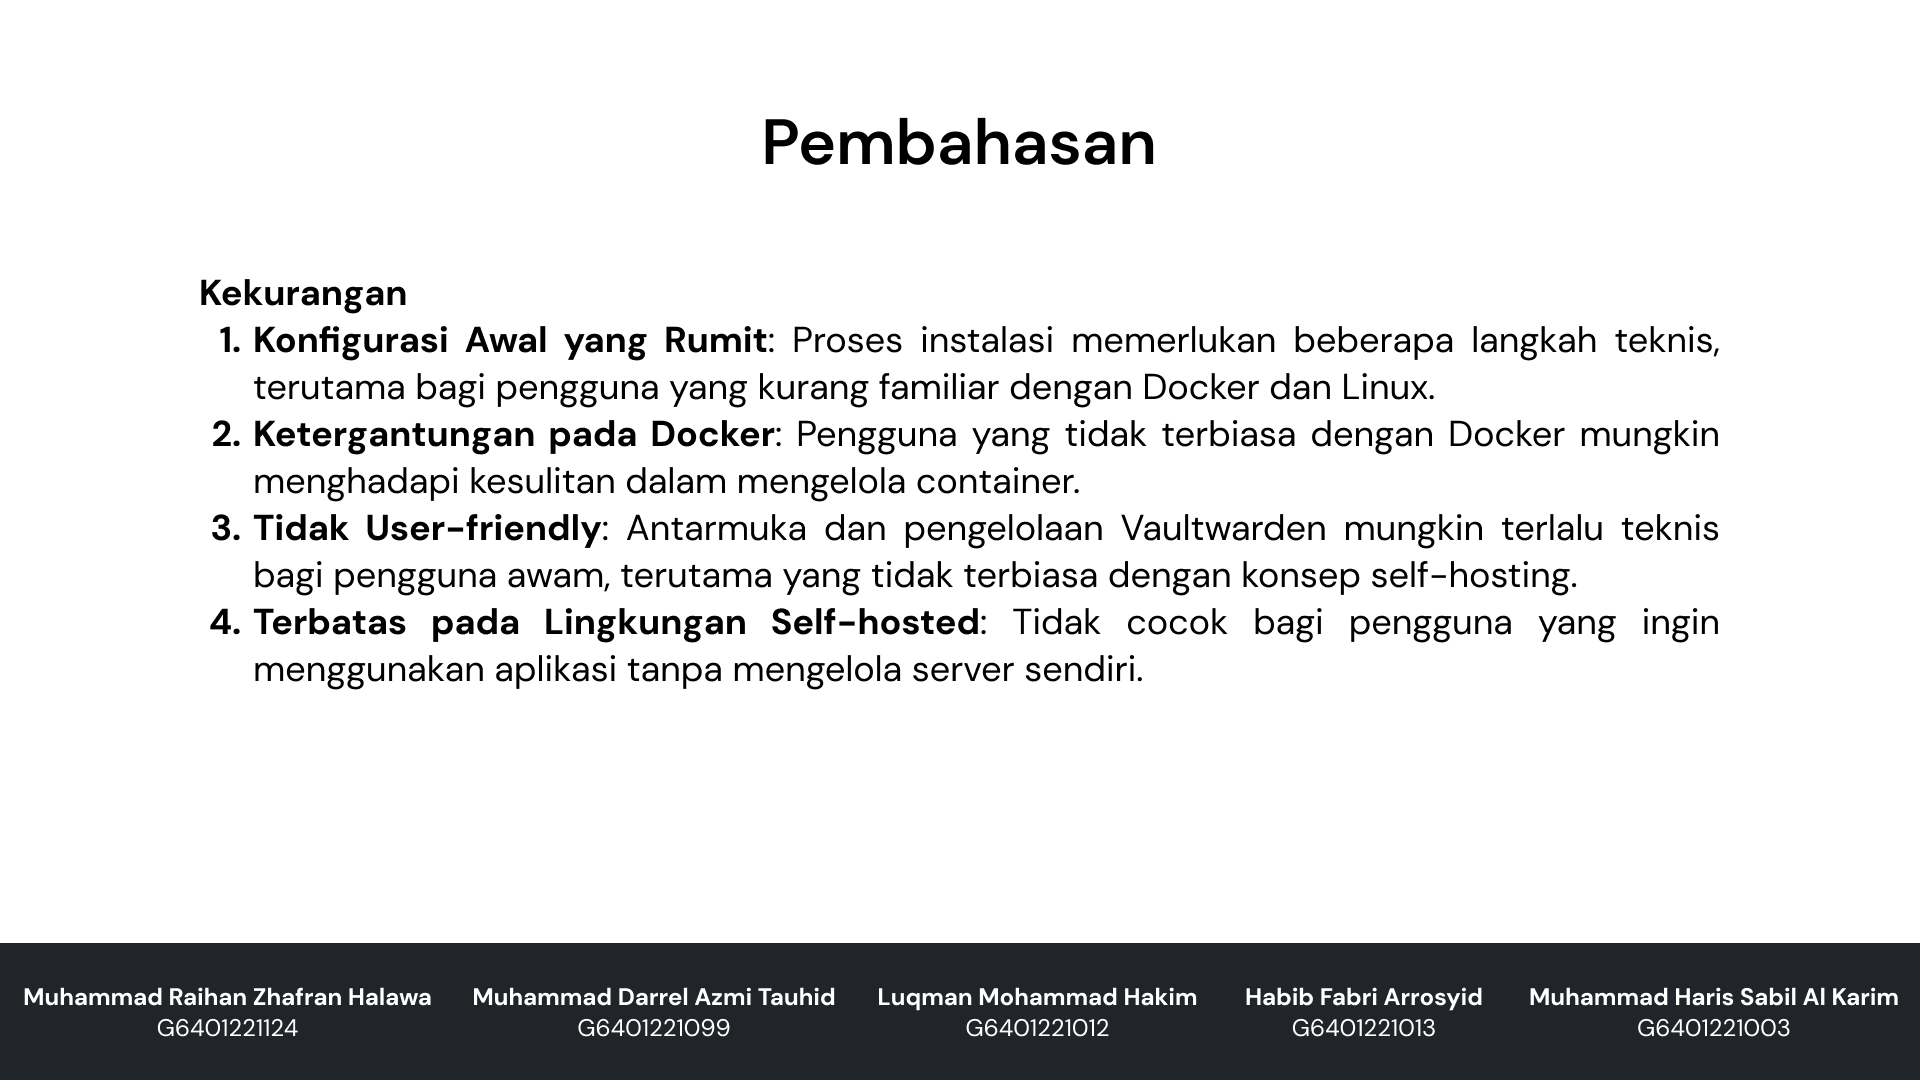 Pembahasan
Kekurangan
1. Konfigurasi Awal yang Rumit: Proses instalasi memerlukan beberapa langkah teknis,
terutama bagi pengguna yang kurang familiar dengan Docker dan Linux.
2. Ketergantungan pada Docker: Pengguna yang tidak terbiasa dengan Docker mungkin
menghadapi kesulitan dalam mengelola container.
3. Tidak User-friendly: Antarmuka dan pengelolaan Vaultwarden mungkin terlalu teknis
bagi pengguna awam, terutama yang tidak terbiasa dengan konsep self-hosting.
4. Terbatas pada Lingkungan Self-hosted: Tidak cocok bagi pengguna yang ingin
menggunakan aplikasi tanpa mengelola server sendiri.
Muhammad Raihan Zhafran Halawa
G6401221124
Muhammad Darrel Azmi Tauhid
G6401221099
Luqman Mohammad Hakim
G6401221012
Habib Fabri Arrosyid
G6401221013
Muhammad Haris Sabil Al Karim
G6401221003